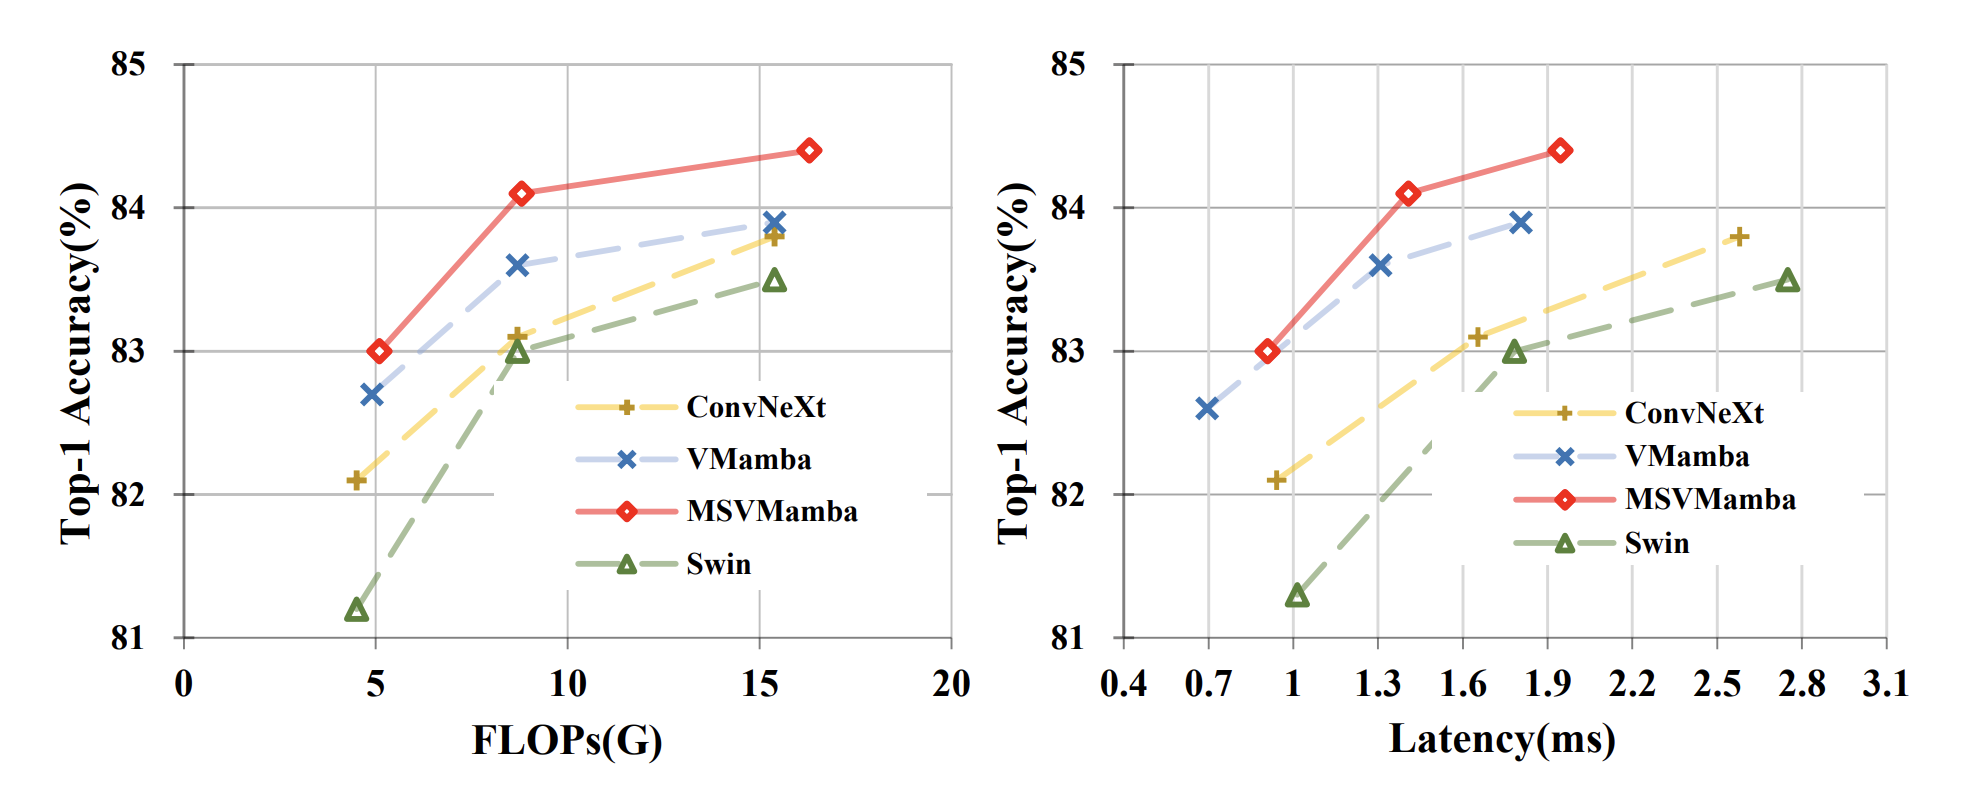 85
84
83
82
81
Top-1 Accuracy(%)
0 5 10 15 20
FLOPs(G)
ConvNeXt
VMamba
MSVMamba
Swin
85
84
83
82
81
Top-1 Accuracy(%)
0.4 0.7 1 1.3 1.6 1.9 2.2 2.5 2.8 3.1
Latency(ms)
ConvNeXt
VMamba
MSVMamba
Swin